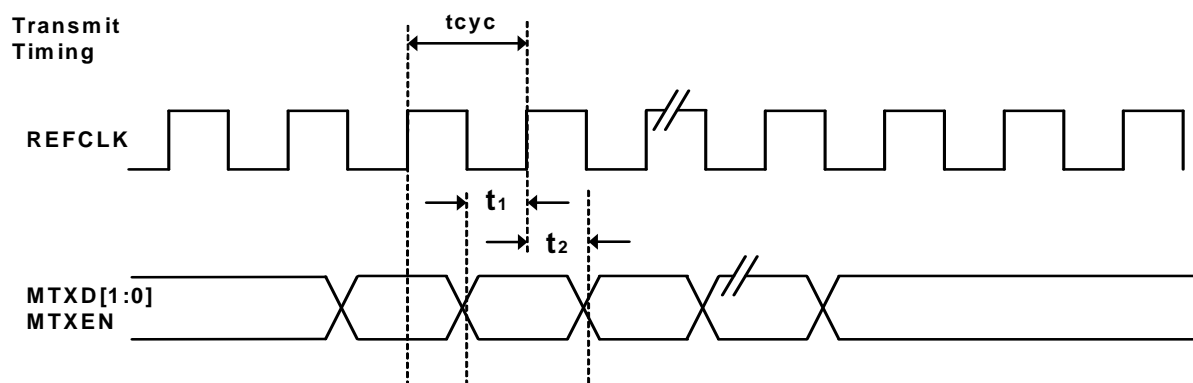 Transmit
Timing
tcyc
REFCLK
t1
t2
MTXD[1:0]
MTXEN